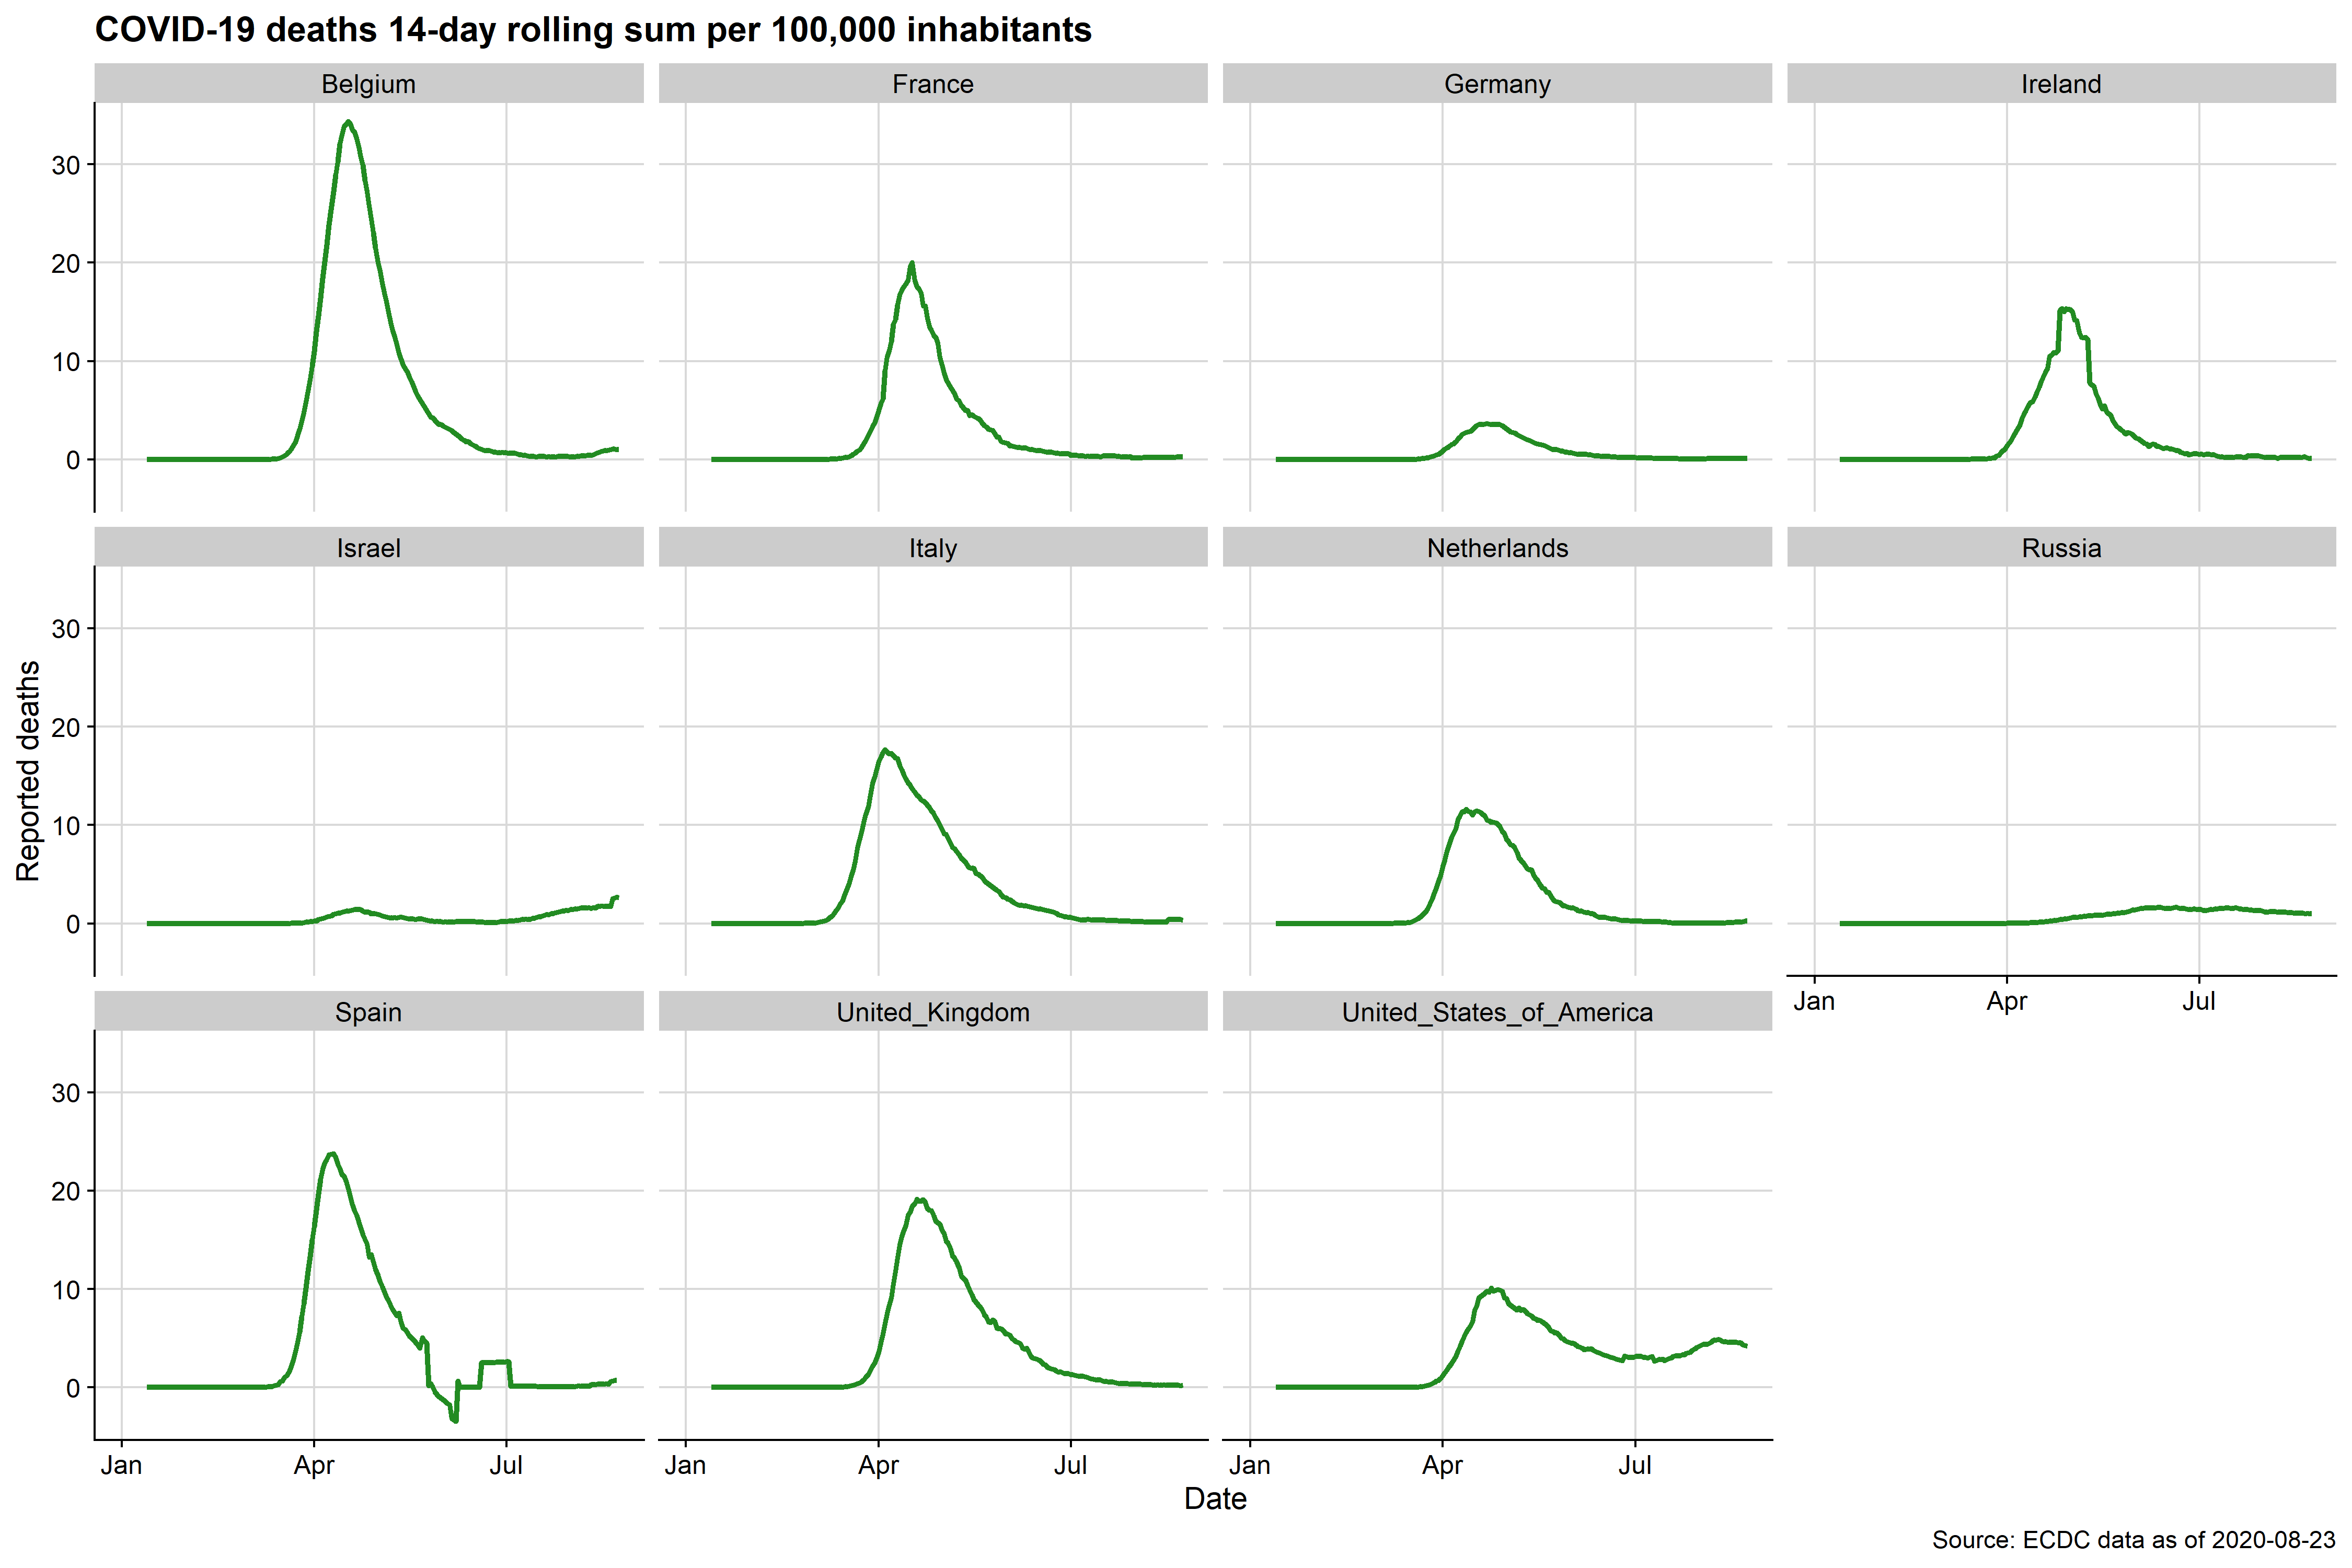 COVID-19 deaths 14-day rolling sum per 100,000 inhabitants
Belgium France Germany Ireland
30
20
10
0
Israel Italy Netherlands Russia
30
20
10
0
Jan Apr Jul
Spain United_Kingdom United_States_of_America
30
20
10
0
Jan Apr Jul Jan Apr Jul Jan Apr Jul
Reported deaths
Date
Source: ECDC data as of 2020-08-23